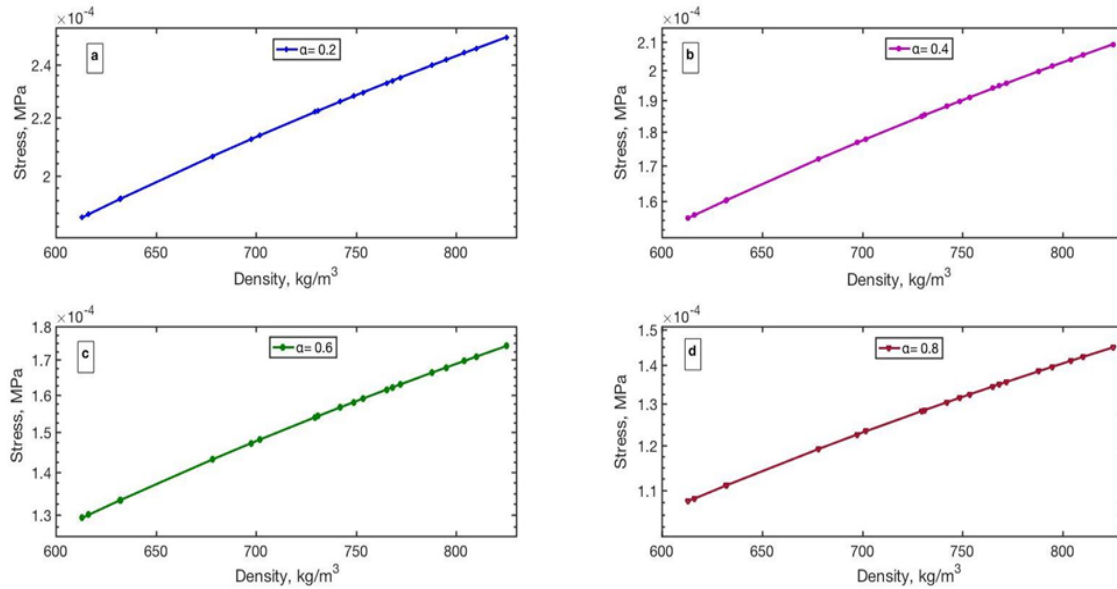 ×10⁻⁴
a
α= 0.2
2.4
2.2
2
Stress, MPa
600 650 700 750 800
Density, kg/m³
×10⁻⁴
b
α= 0.4
2.1
2
1.9
1.8
1.7
1.6
Stress, MPa
600 650 700 750 800
Density, kg/m³
×10⁻⁴
c
α= 0.6
1.8
1.7
1.6
1.5
1.4
1.3
Stress, MPa
600 650 700 750 800
Density, kg/m³
×10⁻⁴
d
α= 0.8
1.5
1.4
1.3
1.2
1.1
Stress, MPa
600 650 700 750 800
Density, kg/m³